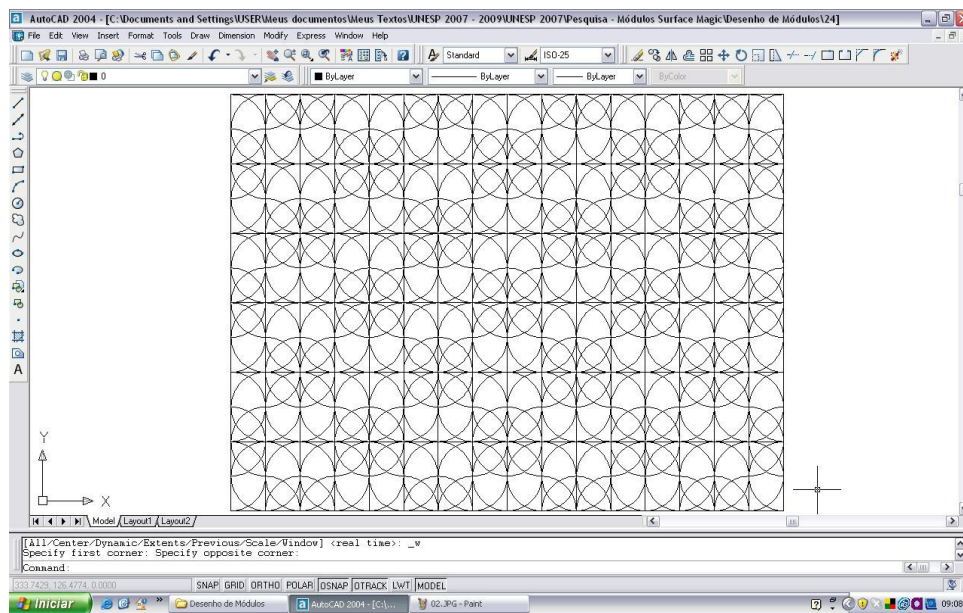 AutoCAD 2004 - [C:\Documents and Settings\USER\Meus documentos\Meus Textos\UNESP 2007 - 2009\UNESP 2007\Pesquisa - Módulos Surface Magic\Desenho de Módulos\24]
File Edit View Insert Format Tools Draw Dimension Modify Express Window Help
Standard ISO-25
0 ByLayer ByLayer ByLayer ByColor
A
Y
X
Model Layout1 Layout2
[All/Center/Dynamic/Extents/Previous/Scale/Window] <real time>: _w
Specify first corner: Specify opposite corner:
Command:
333.7429, 126.4774, 0.0000 SNAP GRID ORTHO POLAR OSNAP OTRACK LWT MODEL
Iniciar Desenho de Módulos AutoCAD 2004 - [C:\... 02.JPG - Paint 09:08